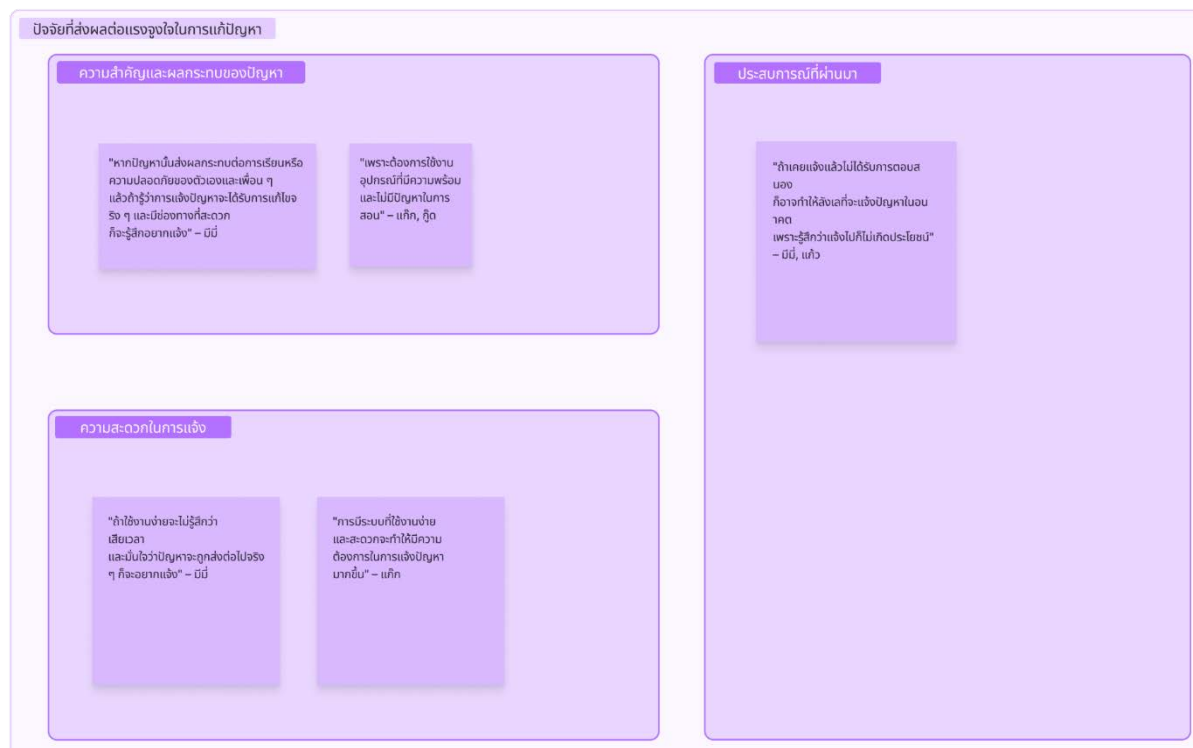 ปัจจัยที่ส่งผลต่อแรงจูงใจในการแก้ปัญหา
ความสำคัญและผลกระทบของปัญหา
"หากปัญหานั้นส่งผลกระทบต่อการเรียนหรือ
ความปลอดภัยของตัวเองและเพื่อน ๆ
แล้วถ้ารู้ว่าการแจ้งปัญหาจะได้รับการแก้ไขจ
ริง ๆ และมีช่องทางที่สะดวก
ก็จะรู้สึกอยากแจ้ง" – มีมี่
"เพราะต้องการใช้งาน
อุปกรณ์ที่มีความพร้อม
และไม่มีปัญหาในการ
สอน" – แก๊ก, กู๊ด
ประสบการณ์ที่ผ่านมา
"ถ้าเคยแจ้งแล้วไม่ได้รับการตอบส
นอง
ก็อาจทำให้ลังเลที่จะแจ้งปัญหาในอน
าคต
เพราะรู้สึกว่าแจ้งไปก็ไม่เกิดประโยชน์"
– มีมี่, แก้ว
ความสะดวกในการแจ้ง
"ถ้าใช้งานง่ายจะไม่รู้สึกว่า
เสียเวลา
และมั่นใจว่าปัญหาจะถูกส่งต่อไปจริง
ๆ ก็จะอยากแจ้ง" – มีมี่
"การมีระบบที่ใช้งานง่าย
และสะดวกจะทำให้มีความ
ต้องการในการแจ้งปัญหา
มากขึ้น" – แก๊ก